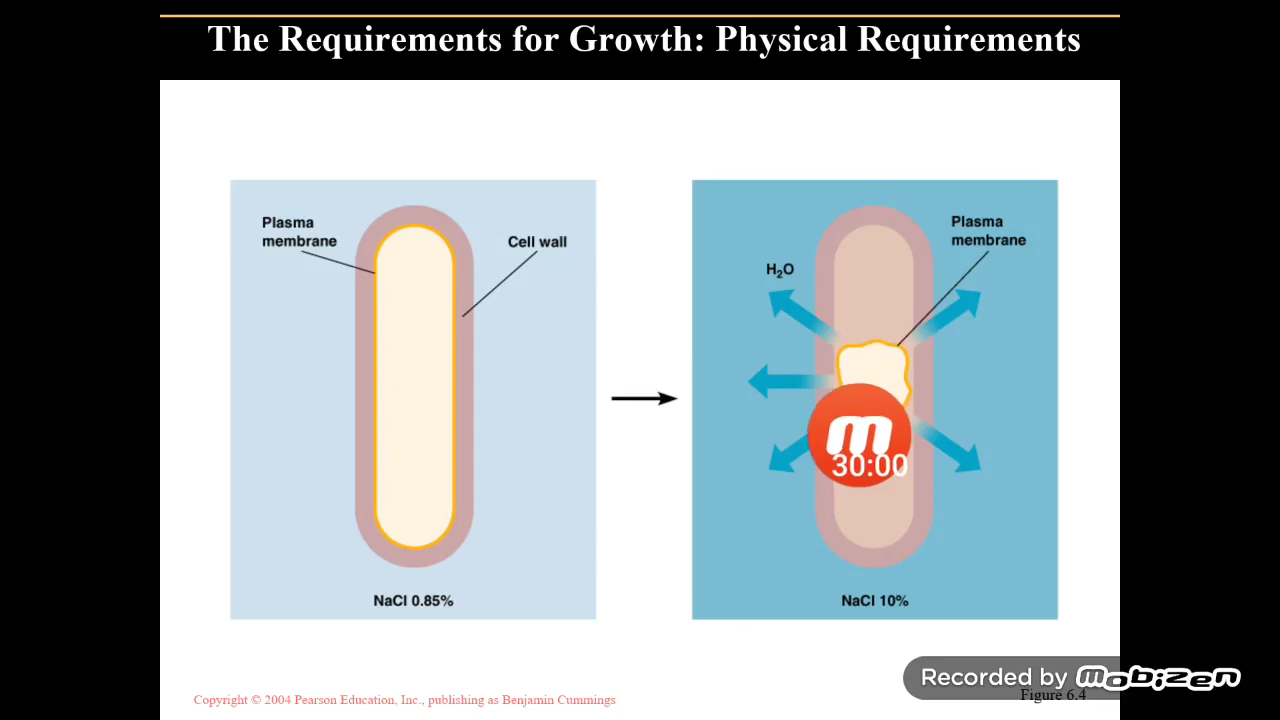 The Requirements for Growth: Physical Requirements
Plasma
membrane
Cell wall
NaCl 0.85%
H₂O
Plasma
membrane
NaCl 10%
m
30:00
Recorded by mobizen
Figure 6.4
Copyright © 2004 Pearson Education, Inc., publishing as Benjamin Cummings